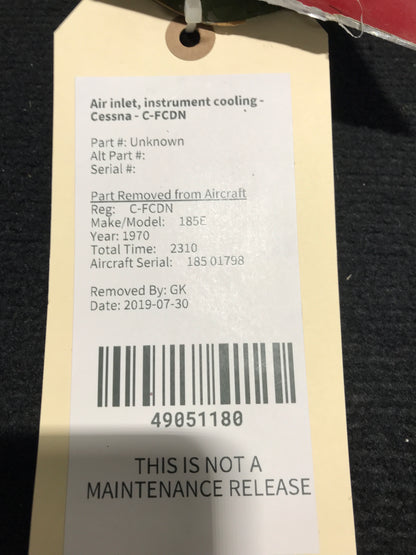 Air inlet, instrument cooling -
Cessna - C-FCDN
Part #: Unknown
Alt Part #:
Serial #:
Part Removed from Aircraft
Reg: C-FCDN
Make/Model: 185E
Year: 1970
Total Time: 2310
Aircraft Serial: 185 01798
Removed By: GK
Date: 2019-07-30
49051180
THIS IS NOT A
MAINTENANCE RELEASE